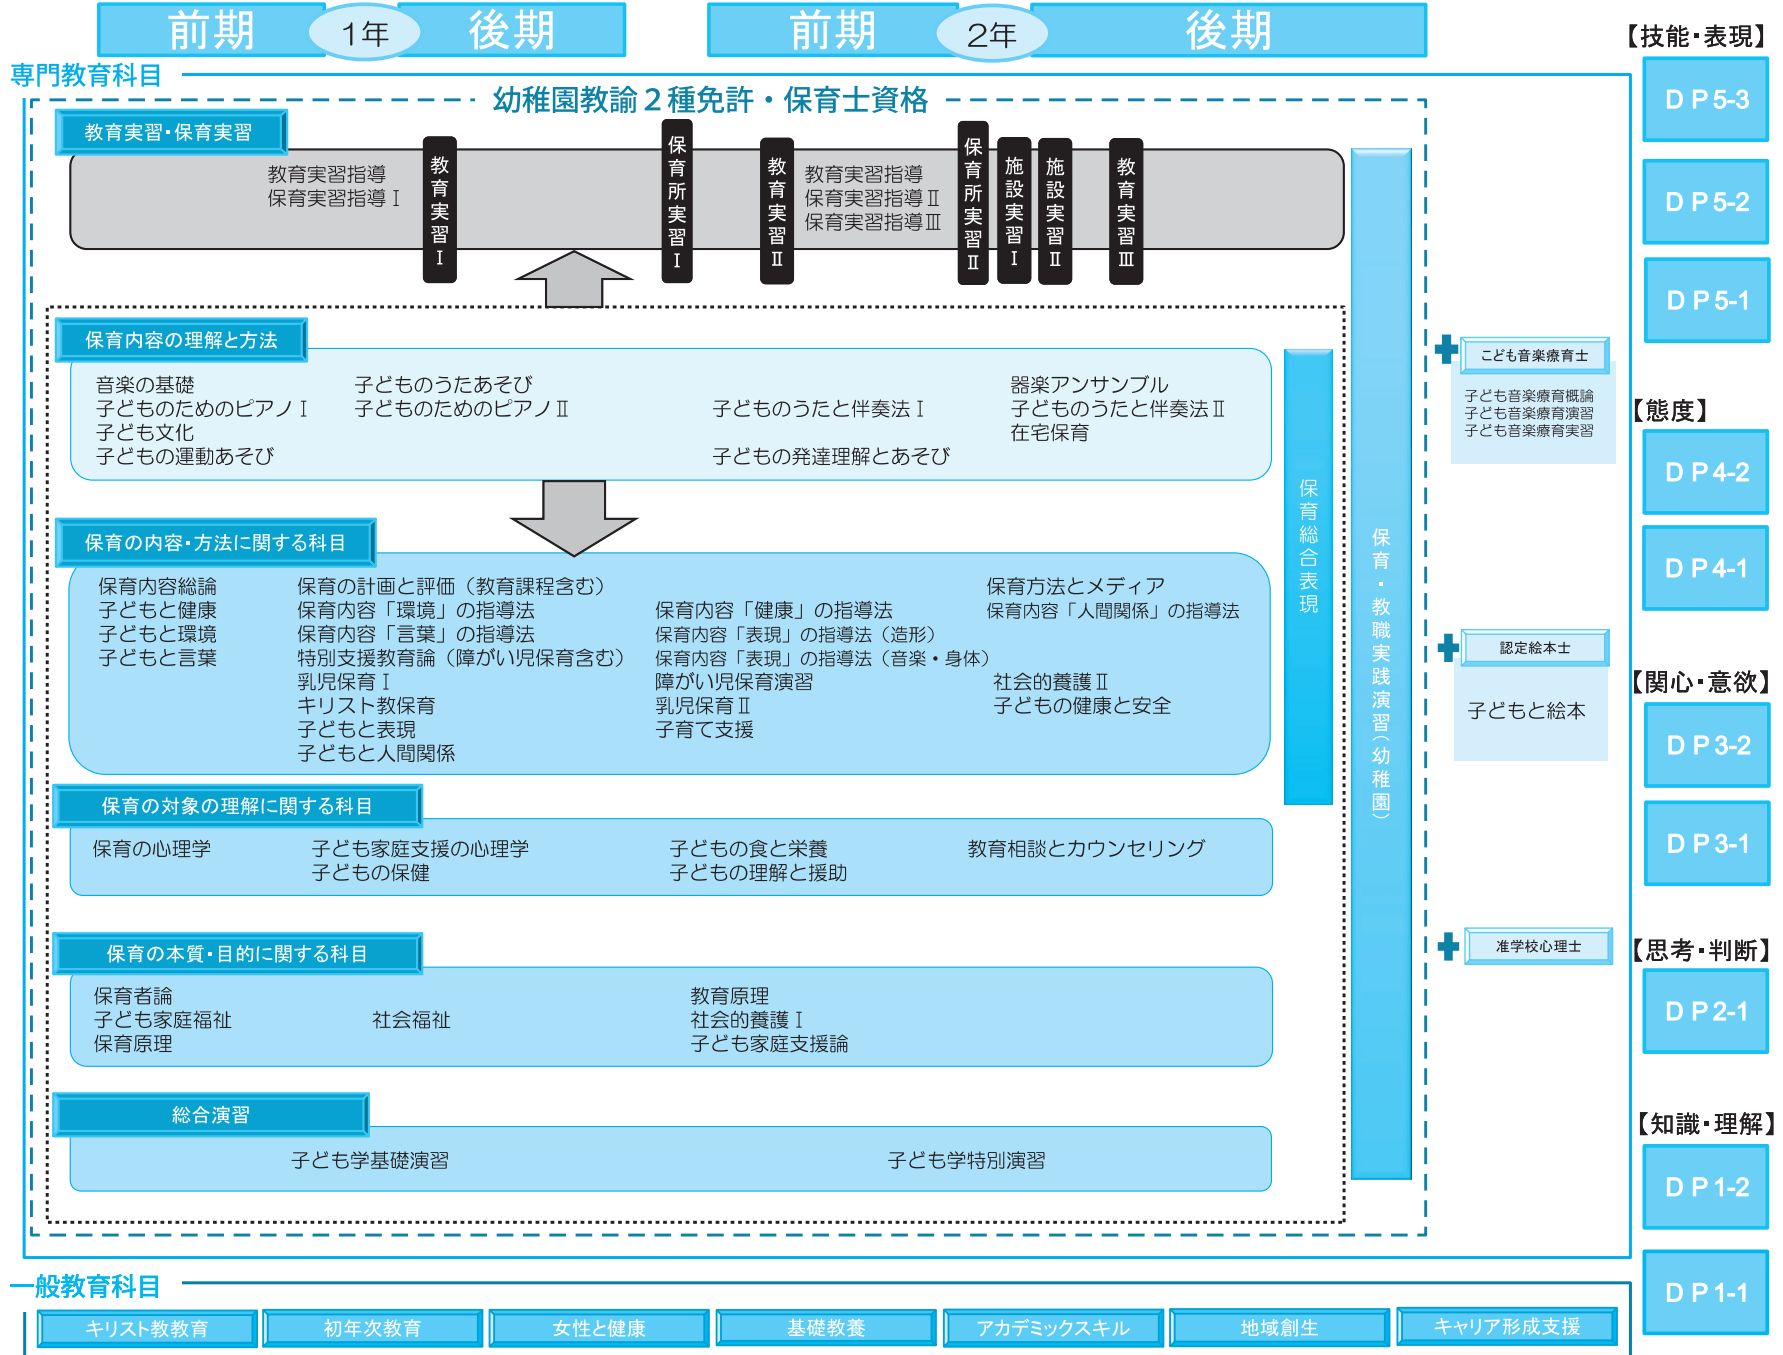 前期
1年
後期
前期
2年
後期
専門教育科目
幼稚園教諭2種免許・保育士資格
教育実習・保育実習
教育実習指導
保育実習指導Ⅰ
教育実習Ⅰ
保育所実習Ⅰ
教育実習Ⅱ
教育実習指導
保育実習指導Ⅱ
保育実習指導Ⅲ
保育所実習Ⅱ
施設実習Ⅰ
施設実習Ⅱ
教育実習Ⅲ
保育内容の理解と方法
音楽の基礎
子どものためのピアノⅠ
子ども文化
子どもの運動あそび
子どものうたあそび
子どものためのピアノⅡ
子どものうたと伴奏法Ⅰ
子どもの発達理解とあそび
器楽アンサンブル
子どものうたと伴奏法Ⅱ
在宅保育
保育の内容・方法に関する科目
保育内容総論
子どもと健康
子どもと環境
子どもと言葉
保育の計画と評価（教育課程含む）
保育内容「環境」の指導法
保育内容「言葉」の指導法
特別支援教育論（障がい児保育含む）
乳児保育Ⅰ
キリスト教保育
子どもと表現
子どもと人間関係
保育内容「健康」の指導法
保育内容「表現」の指導法（造形）
保育内容「表現」の指導法（音楽・身体）
障がい児保育演習
乳児保育Ⅱ
子育て支援
保育方法とメディア
保育内容「人間関係」の指導法
社会的養護Ⅱ
子どもの健康と安全
保育の対象の理解に関する科目
保育の心理学
子ども家庭支援の心理学
子どもの保健
子どもの食と栄養
子どもの理解と援助
教育相談とカウンセリング
保育の本質・目的に関する科目
保育者論
子ども家庭福祉
保育原理
社会福祉
教育原理
社会的養護Ⅰ
子ども家庭支援論
総合演習
子ども学基礎演習
子ども学特別演習
保育総合表現
保育・教職実践演習（幼稚園）
こども音楽療育士
子ども音楽療育概論
子ども音楽療育演習
子ども音楽療育実習
認定絵本士
子どもと絵本
准学校心理士
【技能・表現】
DP5-3
DP5-2
DP5-1
【態度】
DP4-2
DP4-1
【関心・意欲】
DP3-2
DP3-1
【思考・判断】
DP2-1
【知識・理解】
DP1-2
DP1-1
一般教育科目
キリスト教教育
初年次教育
女性と健康
基礎教養
アカデミックスキル
地域創生
キャリア形成支援